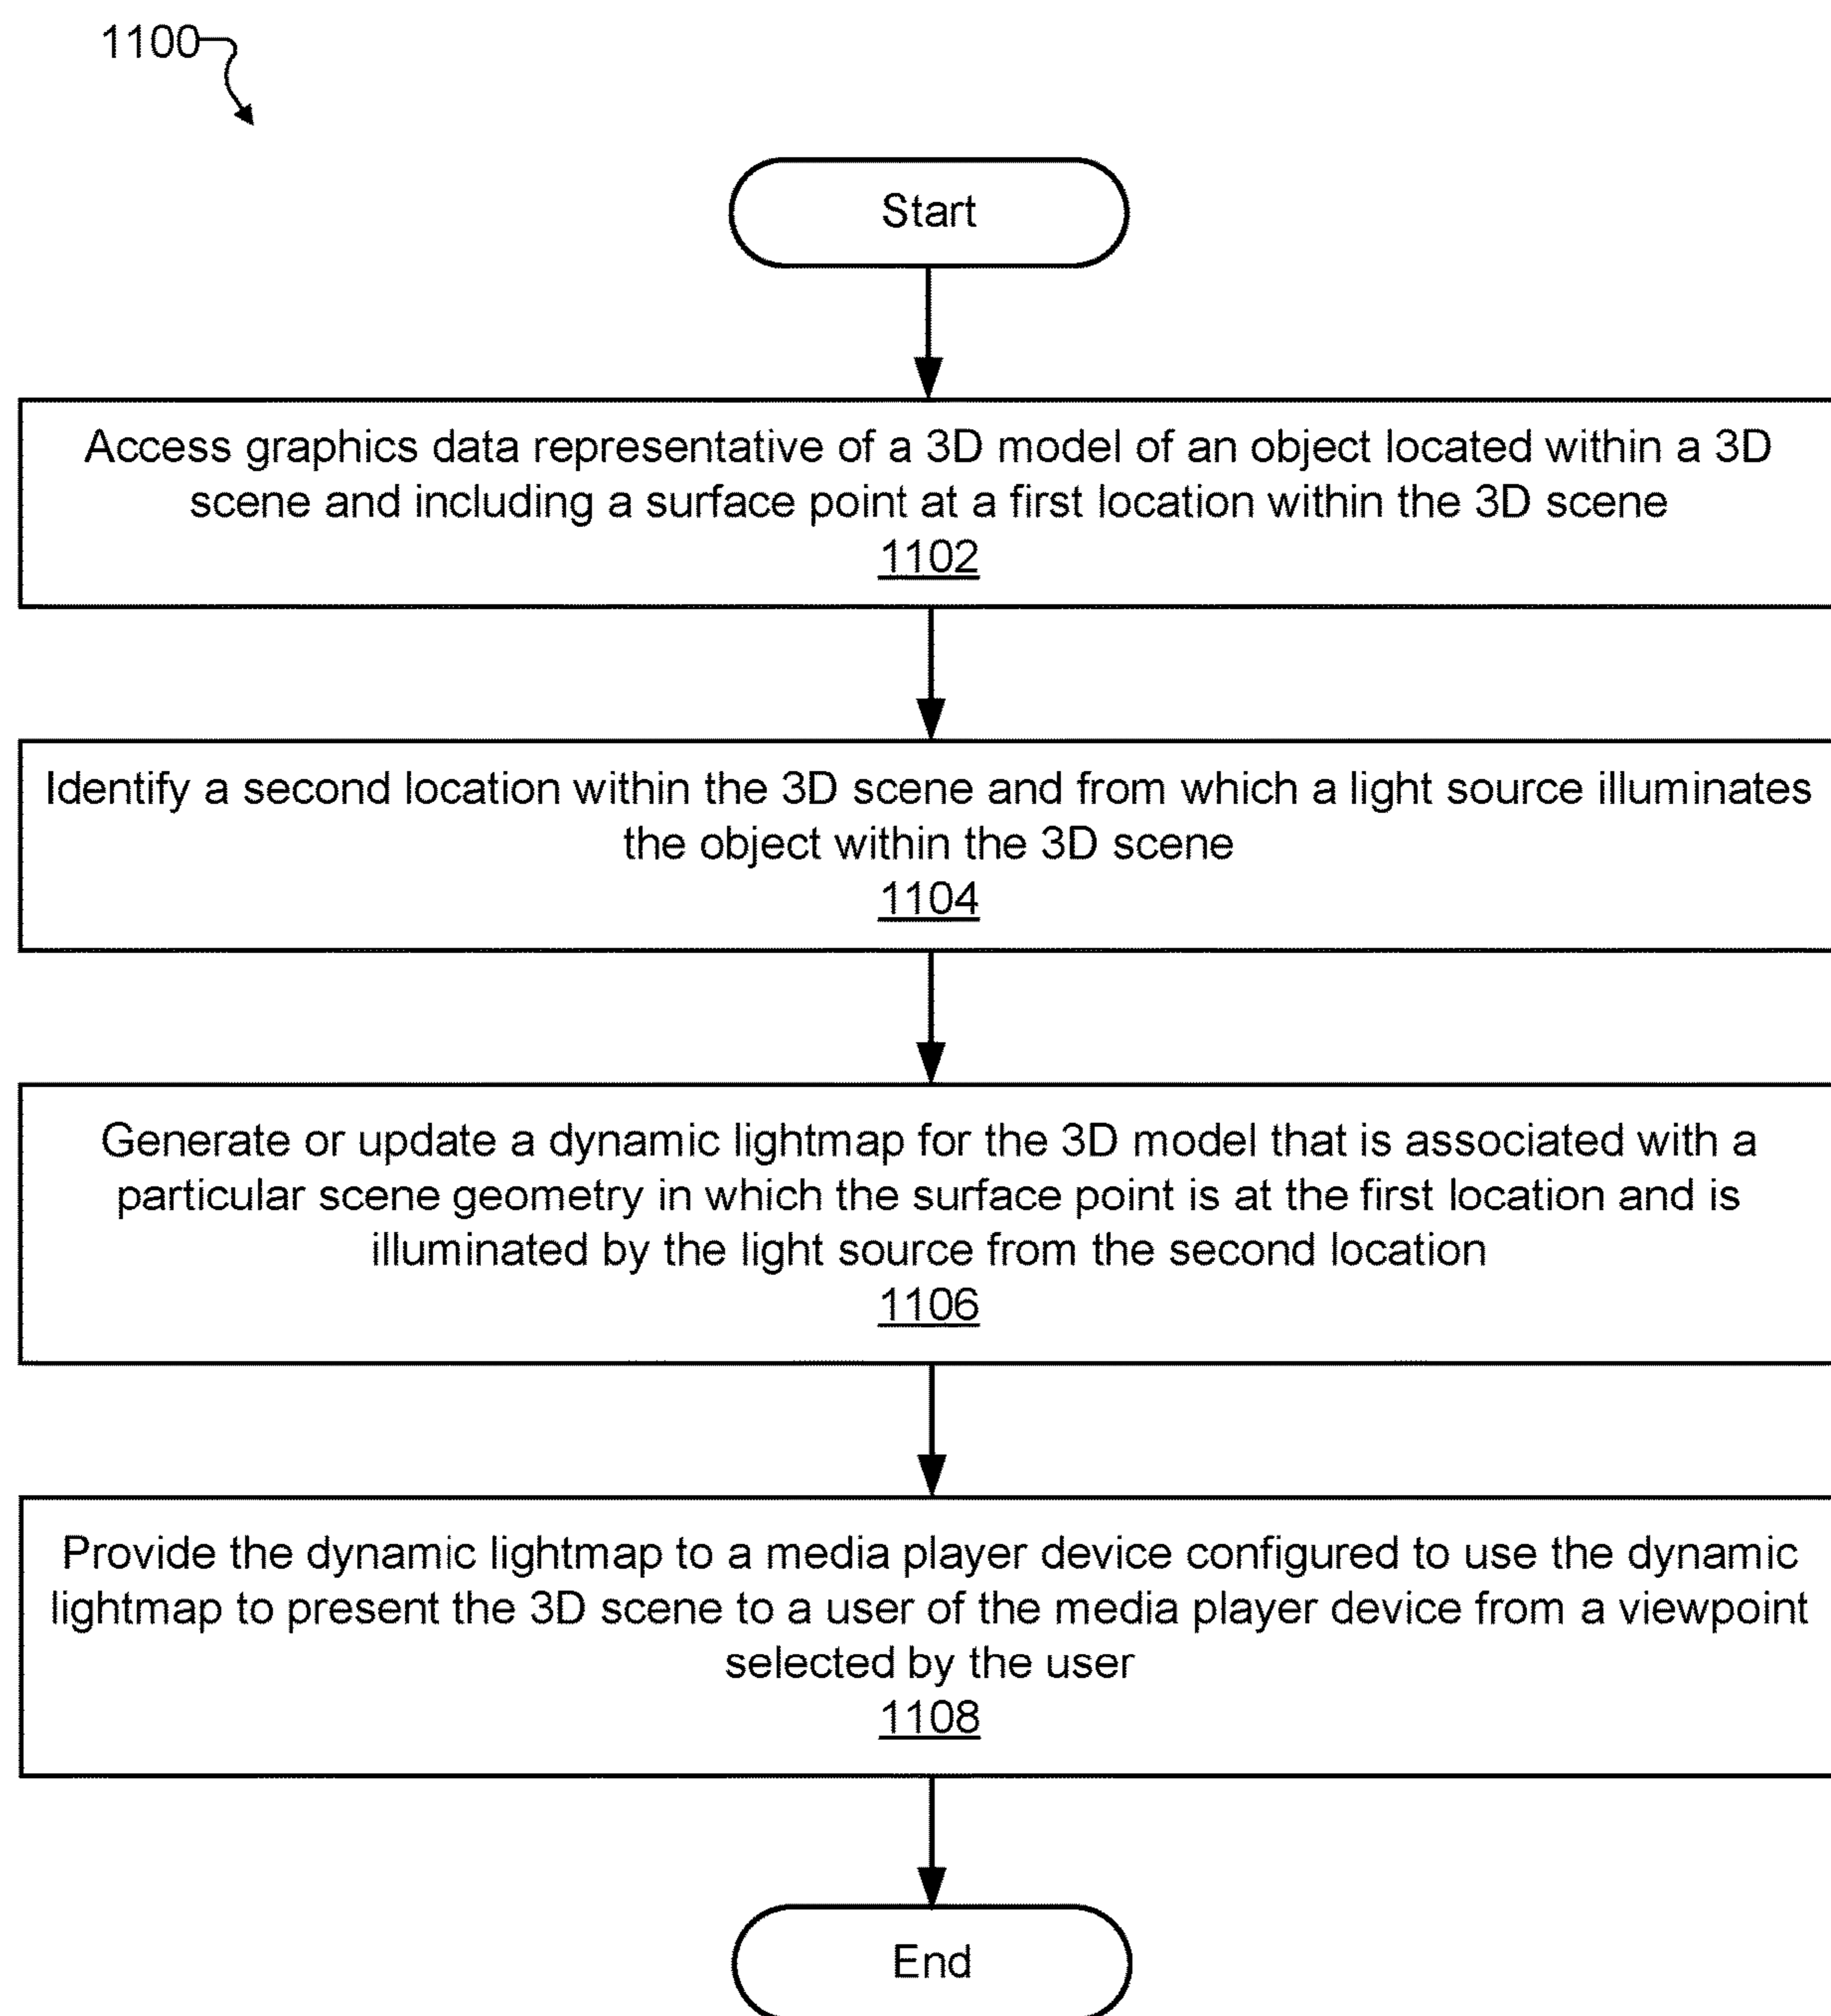 1100
Start
Access graphics data representative of a 3D model of an object located within a 3D
scene and including a surface point at a first location within the 3D scene
1102
Identify a second location within the 3D scene and from which a light source illuminates
the object within the 3D scene
1104
Generate or update a dynamic lightmap for the 3D model that is associated with a
particular scene geometry in which the surface point is at the first location and is
illuminated by the light source from the second location
1106
Provide the dynamic lightmap to a media player device configured to use the dynamic
lightmap to present the 3D scene to a user of the media player device from a viewpoint
selected by the user
1108
End